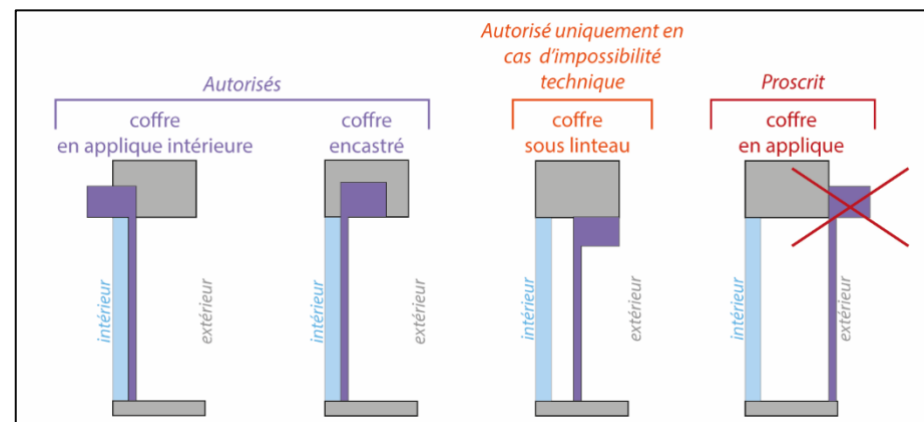 Autorisés
Autorisé uniquement en
cas d'impossibilité
technique
Proscrit
coffre
en applique intérieure
coffre
encastré
coffre
sous linteau
coffre
en applique
intérieur
extérieur
intérieur
extérieur
intérieur
extérieur
intérieur
extérieur